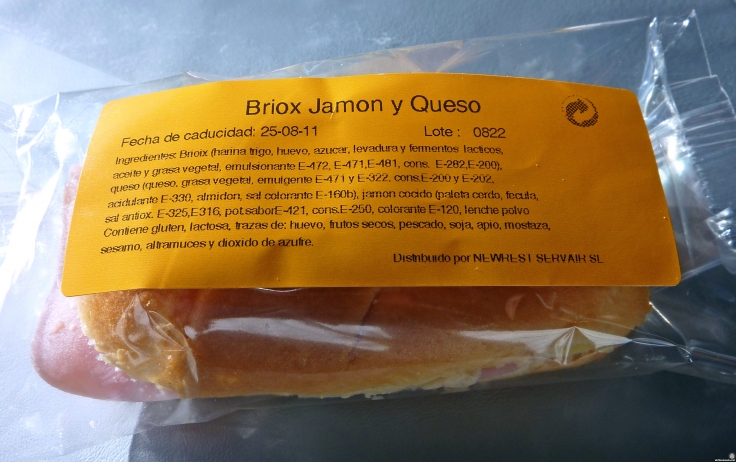 Briox Jamon y Queso
Fecha de caducidad: 25-08-11 Lote : 0822
Ingredientes: Brioix (harina trigo, huevo, azucar, levadura y fermentos lacticos,
aceite y grasa vegetal, emulsionante E-472, E-471,E-481, cons. E-282,E-200),
queso (queso, grasa vegetal, emulgente E-471 y E-322, cons.E-200 y E-202,
acidulante E-330, almidon, sal colorante E-160b), jamon cocido (paleta cerdo, fecula,
sal antiox. E-325,E316, pot.saborE-421, cons.E-250, colorante E-120, lenche polvo
Contiene gluten, lactosa, trazas de: huevo, frutos secos, pescado, soja, apio, mostaza,
sesamo, altramuces y dioxido de azufre.
Distribuido por NEWREST SERVAIR SL